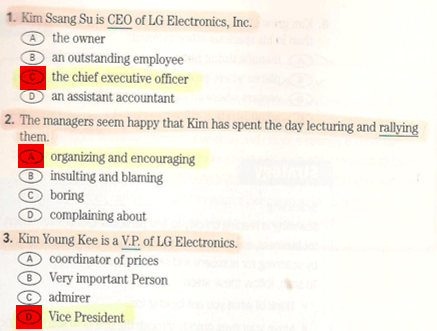 1. Kim Ssang Su is CEO of LG Electronics, Inc.
A the owner
B an outstanding employee
C the chief executive officer
D an assistant accountant
2. The managers seem happy that Kim has spent the day lecturing and rallying
them.
A organizing and encouraging
B insulting and blaming
C boring
D complaining about
3. Kim Young Kee is a V.P. of LG Electronics.
A coordinator of prices
B Very important Person
C admirer
D Vice President